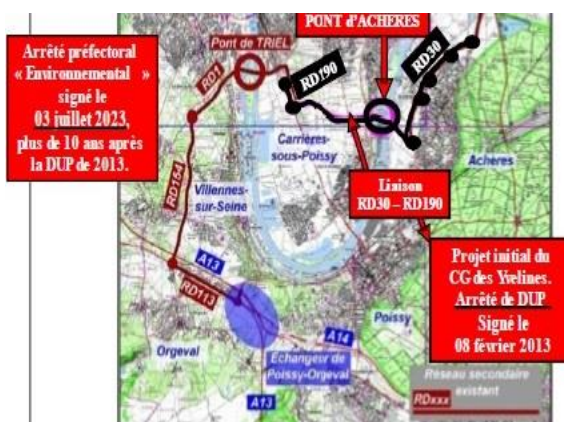 PONT d'ACHERES
Arrêté préfectoral
« Environnemental »
signé le
03 juillet 2023,
plus de 10 ans après
la DUP de 2013.
Pont de TRIEL
RD1
RD190
RD30
Carrières-
sous-Poissy
Achères
RD154
Villennes-
sur-Seine
Liaison
RD30 – RD190
A13
RD113
Projet initial du
CG des Yvelines.
Arrêté de DUP
Signé le
08 février 2013
Poissy
A14
Orgeval
Échangeur de
Poissy-Orgeval
A13
Réseau secondaire
existant
RDxxx